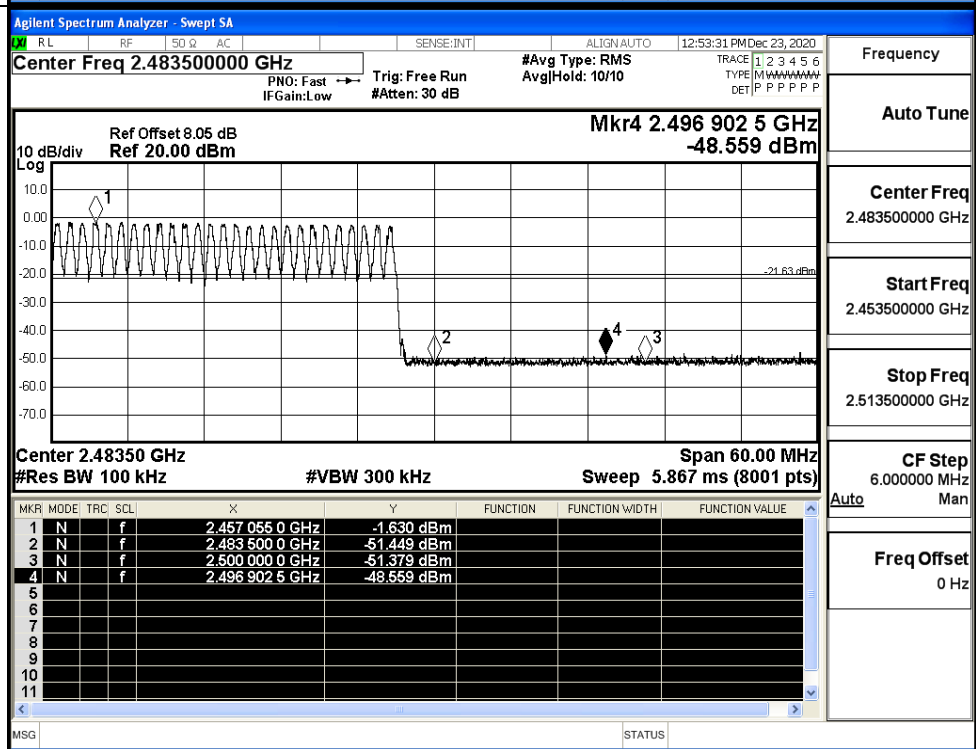 Agilent Spectrum Analyzer - Swept SA
LXI RL RF 50 Ω AC SENSE:INT ALIGNAUTO 12:53:31 PMDec 23, 2020
Center Freq 2.483500000 GHz
PNO: Fast
IFGain:Low
Trig: Free Run
#Atten: 30 dB
#Avg Type: RMS
Avg|Hold: 10/10
TRACE 1 2 3 4 5 6
TYPE MWWWWW
DET P P P P P P
Ref Offset 8.05 dB
10 dB/div Ref 20.00 dBm
Log
Mkr4 2.496 902 5 GHz
-48.559 dBm
10.0
0.00
-10.0
-20.0
-30.0
-40.0
-50.0
-60.0
-70.0
1
-21.63 dBm
2
4
3
Center 2.48350 GHz Span 60.00 MHz
#Res BW 100 kHz #VBW 300 kHz Sweep 5.867 ms (8001 pts)
MKR MODE TRC SCL X Y FUNCTION FUNCTION WIDTH FUNCTION VALUE
1 N f 2.457 055 0 GHz -1.630 dBm
2 N f 2.483 500 0 GHz -51.449 dBm
3 N f 2.500 000 0 GHz -51.379 dBm
4 N f 2.496 902 5 GHz -48.559 dBm
5
6
7
8
9
10
11
MSG STATUS
Frequency
Auto Tune
Center Freq
2.483500000 GHz
Start Freq
2.453500000 GHz
Stop Freq
2.513500000 GHz
CF Step
6.000000 MHz
Auto Man
Freq Offset
0 Hz